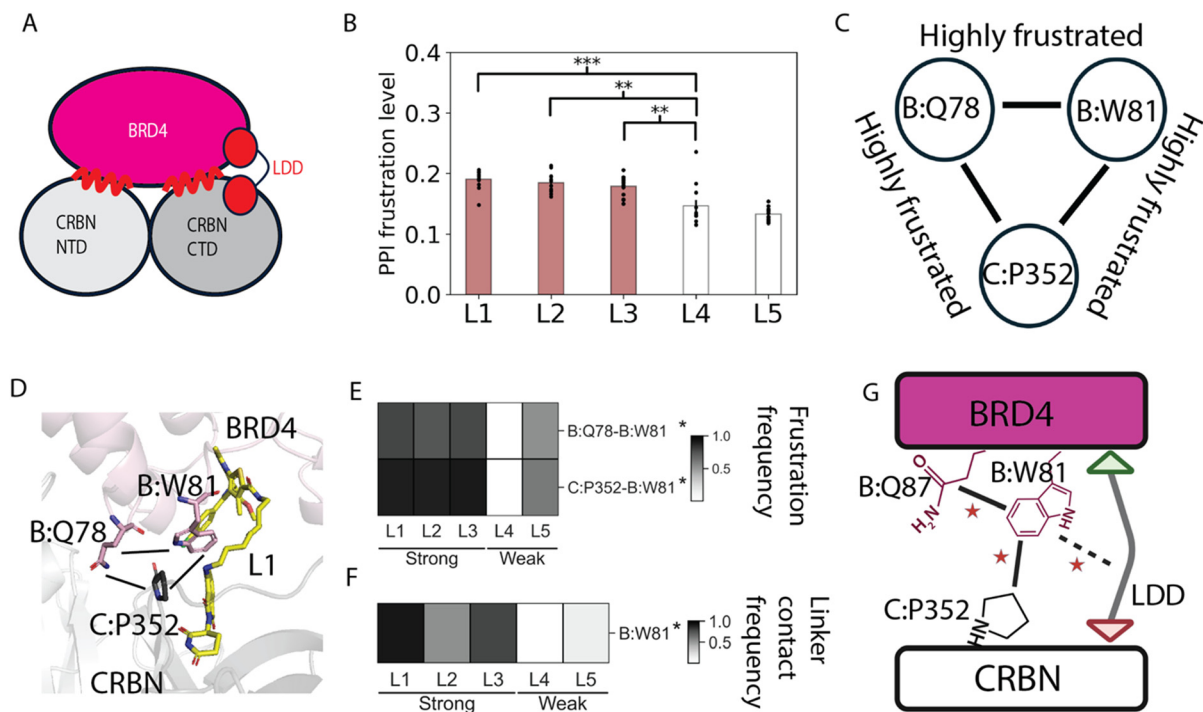 A
BRD4
LDD
CRBN
NTD
CRBN
CTD
B
PPI frustration level
0.4
0.3
0.2
0.1
0.0
***
**
**
L1
L2
L3
L4
L5
C
Highly frustrated
B:Q78
B:W81
Highly frustrated
Highly frustrated
C:P352
D
BRD4
B:W81
B:Q78
L1
C:P352
CRBN
E
B:Q78-B:W81 *
C:P352-B:W81 *
1.0
0.5
Frustration
frequency
L1 L2 L3 L4 L5
Strong Weak
F
B:W81 *
1.0
0.5
Linker
contact
frequency
L1 L2 L3 L4 L5
Strong Weak
G
BRD4
B:W81
B:Q87
O
H2N
NH
C:P352
NH
LDD
CRBN